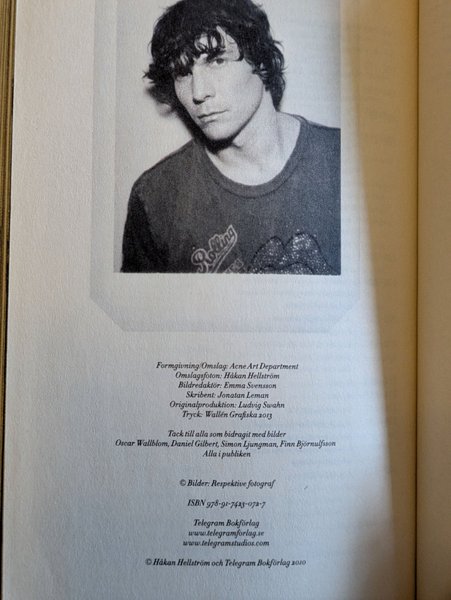 Rolling
Formgivning/Omslag: Acne Art Department
Omslagsfoton: Håkan Hellström
Bildredaktör: Emma Svensson
Skribent: Jonatan Leman
Originalproduktion: Ludvig Swahn
Tryck: Wallén Grafiska 2013
Tack till alla som bidragit med bilder
Oscar Wallblom, Daniel Gilbert, Simon Ljungman, Finn Björnulfsson
Alla i publiken
© Bilder: Respektive fotograf
ISBN 978-91-7423-072-7
Telegram Bokförlag
www.telegramforlag.se
www.telegramstudios.com
© Håkan Hellström och Telegram Bokförlag 2010